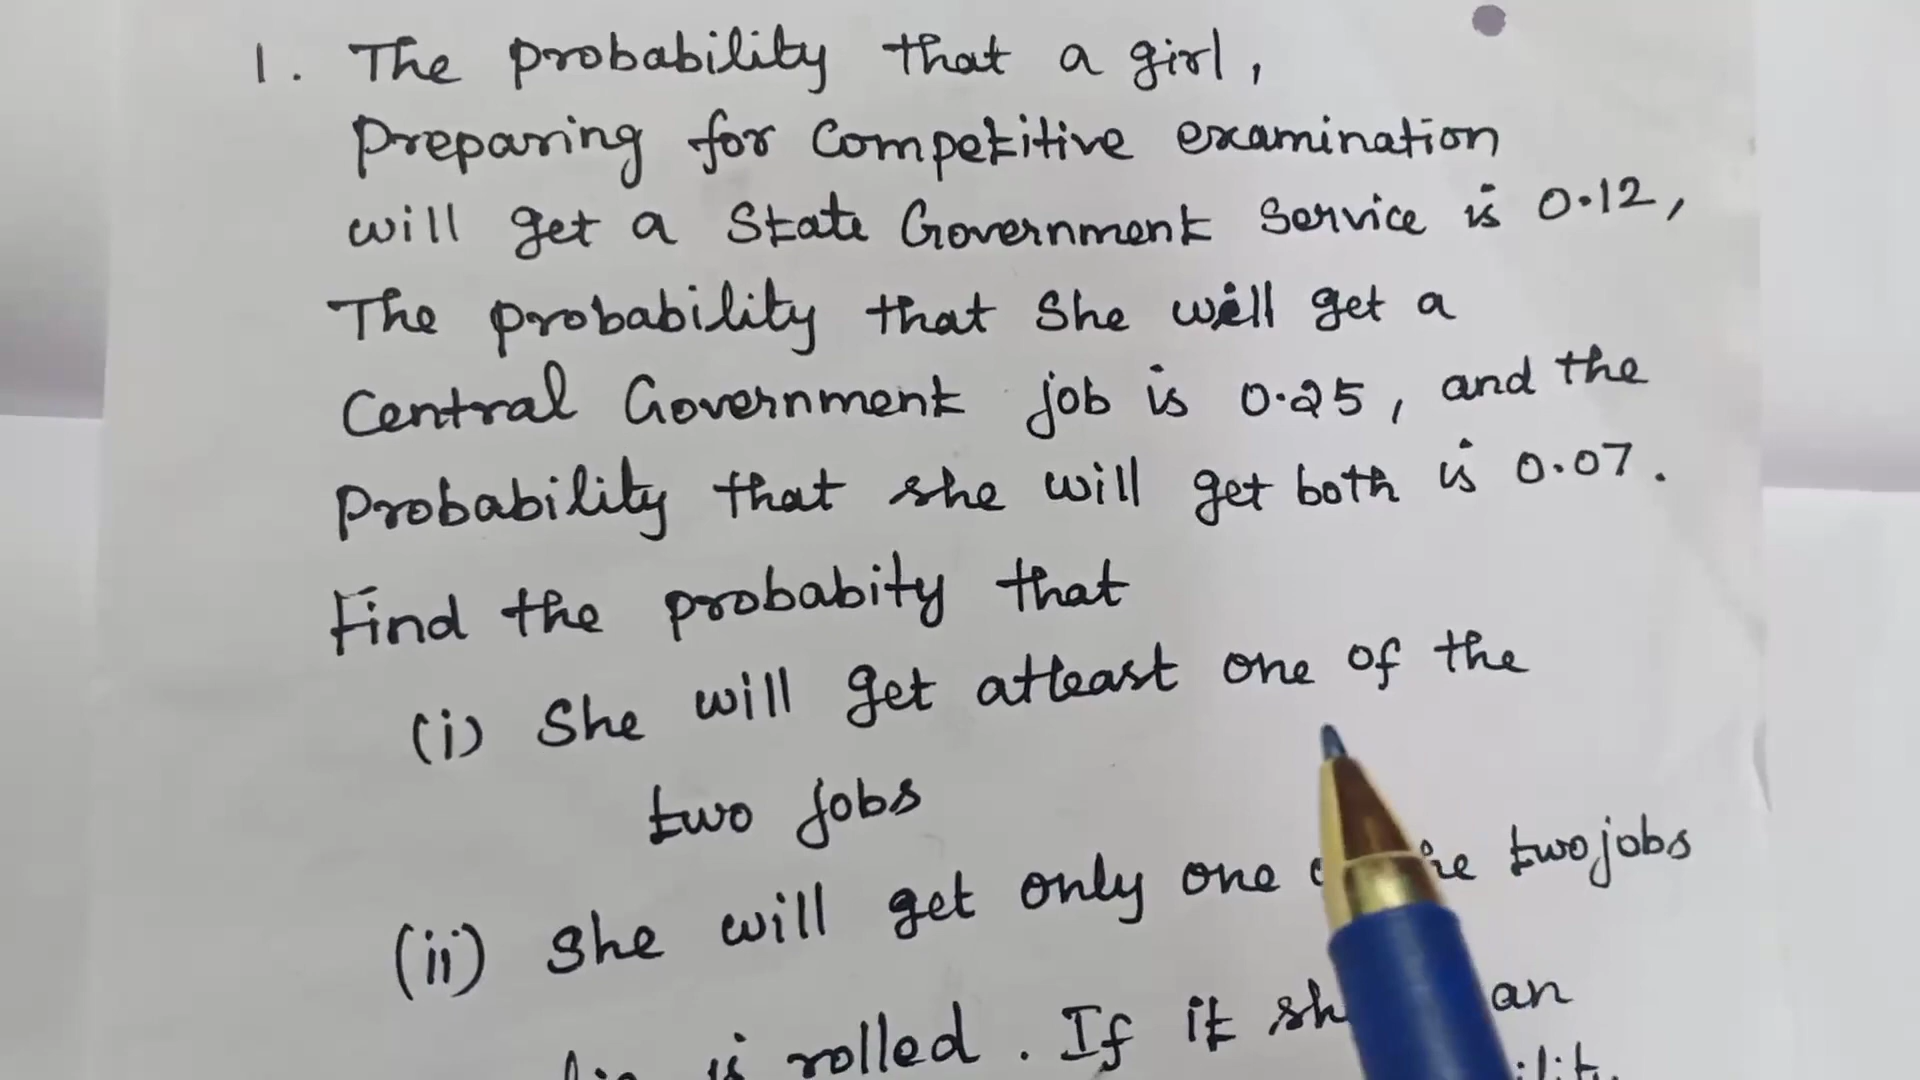 1. The probability that a girl,
Preparing for Competitive examination
will get a State Government Service is 0.12,
The probability that She will get a
Central Government job is 0.25, and the
Probability that she will get both is 0.07.
Find the probabity that
(i) She will get atleast one of the
two jobs
(ii) She will get only one two jobs
is rolled. If it an